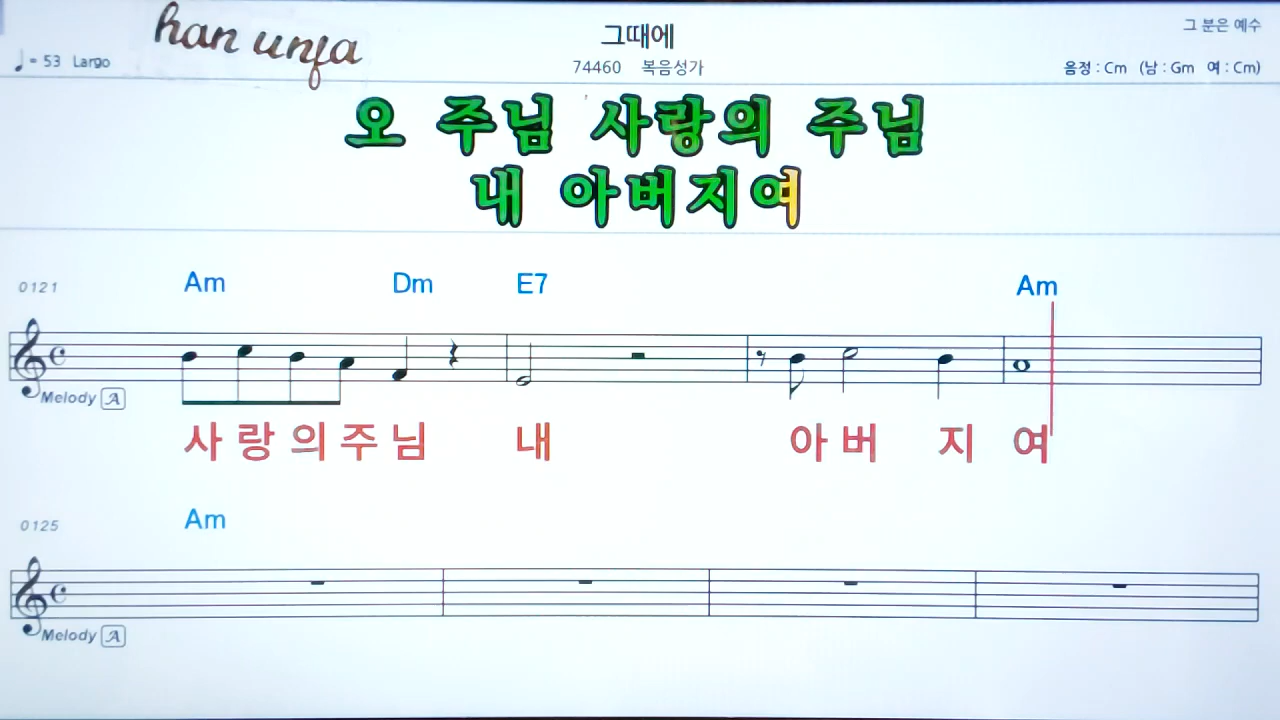 han unfa
그때에
그 분은 예수
♩= 53 Largo
74460 복음성가
음정 : Cm (남 : Gm 여 : Cm)
오 주님 사랑의 주님
내 아버지여
0121 Am Dm E7 Am
Melody A
사 랑 의 주 님 내 아 버 지 여
0125 Am
Melody A